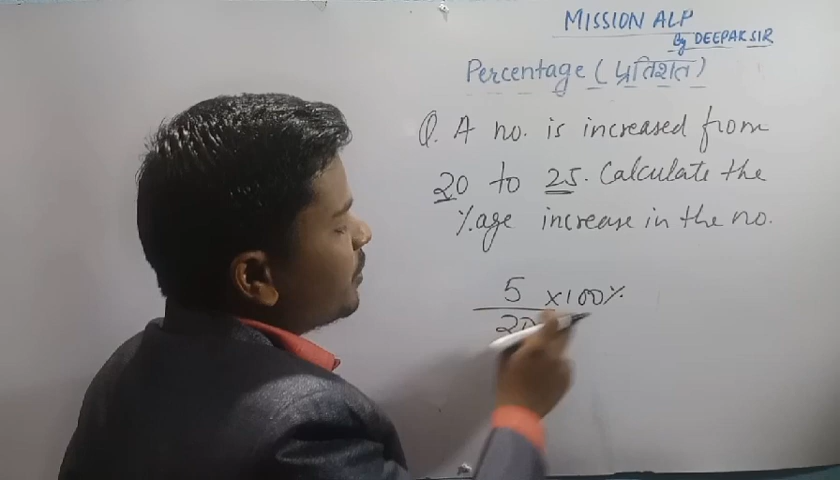 MISSION ALP
By DEEPAK SIR
Percentage (प्रतिशत)
Q. A no. is increased from
20 to 25. Calculate the
%age increase in the no.
5/20 ×100%